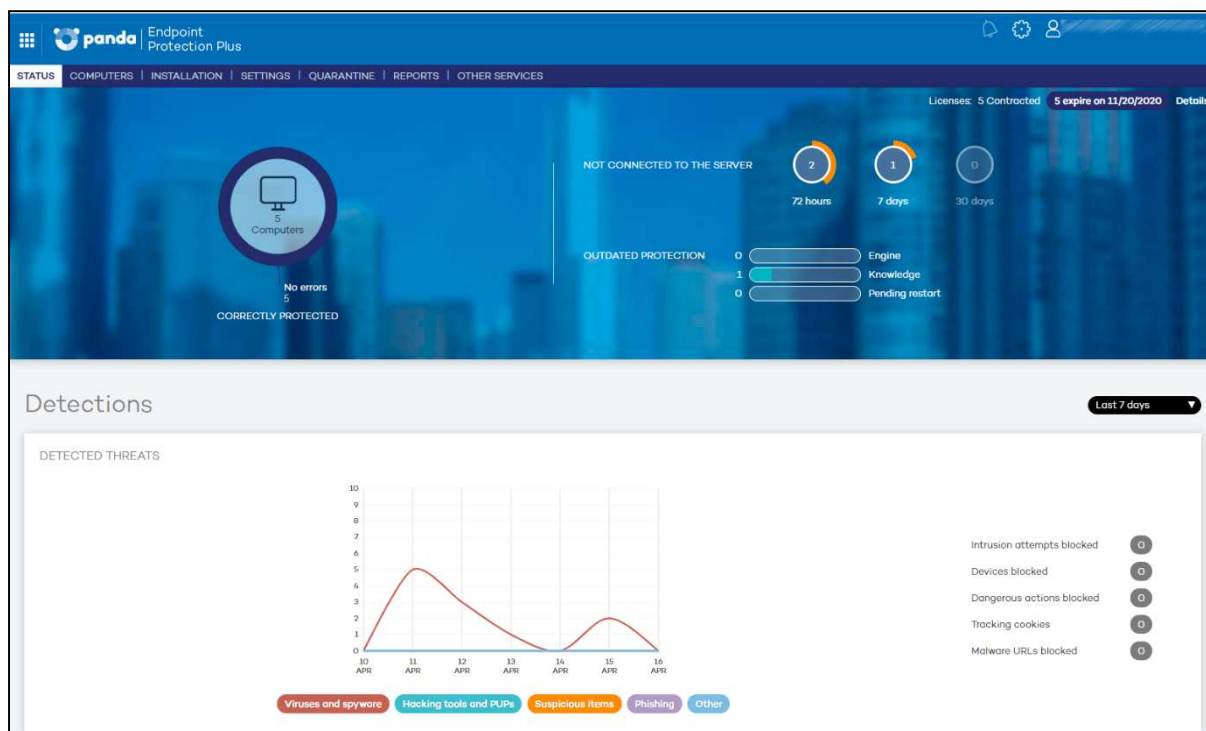 panda Endpoint
Protection Plus
STATUS COMPUTERS | INSTALLATION | SETTINGS | QUARANTINE | REPORTS | OTHER SERVICES
Licenses: 5 Contracted 5 expire on 11/20/2020 Details
5
Computers
No errors
5
CORRECTLY PROTECTED
NOT CONNECTED TO THE SERVER
2 1 0
72 hours 7 days 30 days
OUTDATED PROTECTION 0 Engine
1 Knowledge
0 Pending restart
Detections
Last 7 days
DETECTED THREATS
10
9
8
7
6
5
4
3
2
1
0
10 11 12 13 14 15 16
APR APR APR APR APR APR APR
Viruses and spyware Hacking tools and PUPs Suspicious items Phishing Other
Intrusion attempts blocked 0
Devices blocked 0
Dangerous actions blocked 0
Tracking cookies 0
Malware URLs blocked 0